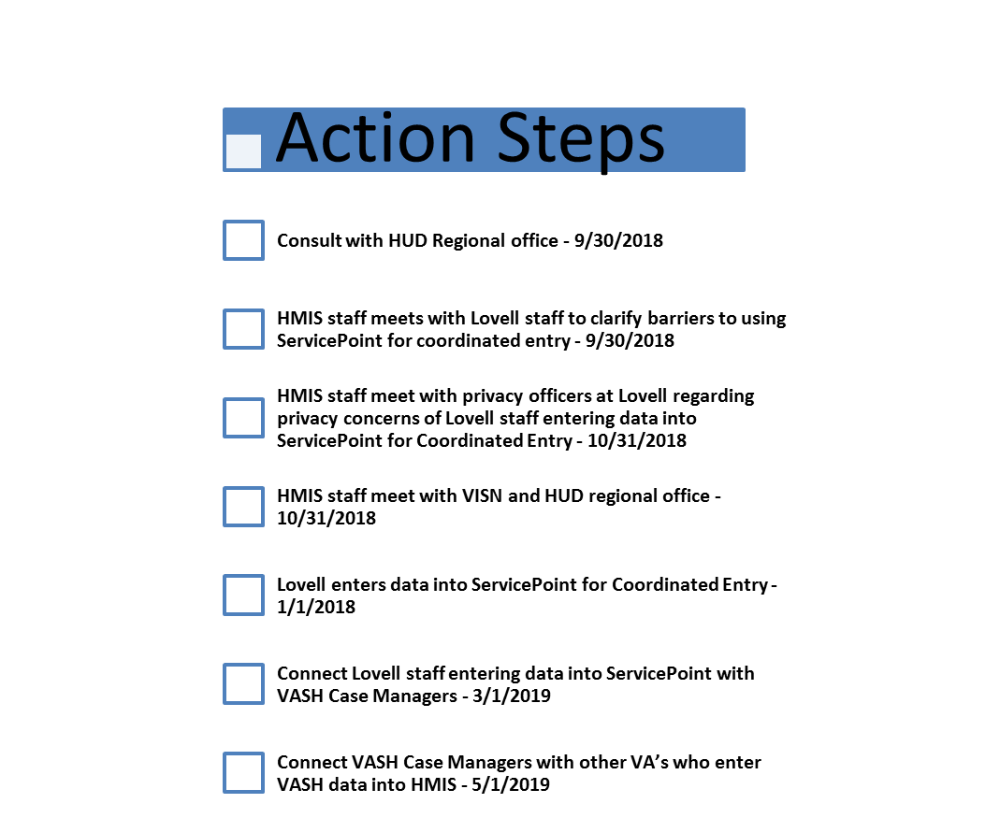 Action Steps
Consult with HUD Regional office - 9/30/2018
HMIS staff meets with Lovell staff to clarify barriers to using
ServicePoint for coordinated entry - 9/30/2018
HMIS staff meet with privacy officers at Lovell regarding
privacy concerns of Lovell staff entering data into
ServicePoint for Coordinated Entry - 10/31/2018
HMIS staff meet with VISN and HUD regional office -
10/31/2018
Lovell enters data into ServicePoint for Coordinated Entry -
1/1/2018
Connect Lovell staff entering data into ServicePoint with
VASH Case Managers - 3/1/2019
Connect VASH Case Managers with other VA’s who enter
VASH data into HMIS - 5/1/2019